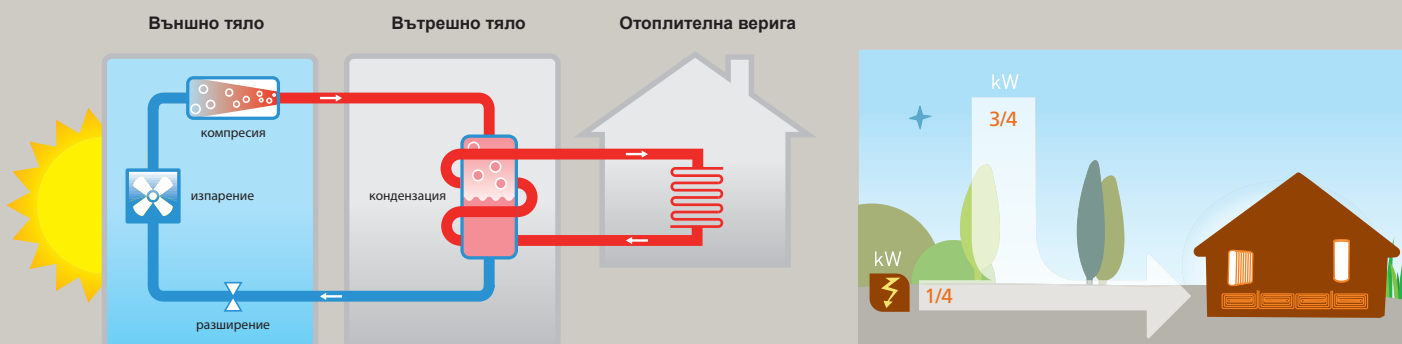 Външно тяло
Вътрешно тяло
Отоплителна верига
компресия
изпарение
кондензация
разширение
kW
3/4
kW
1/4